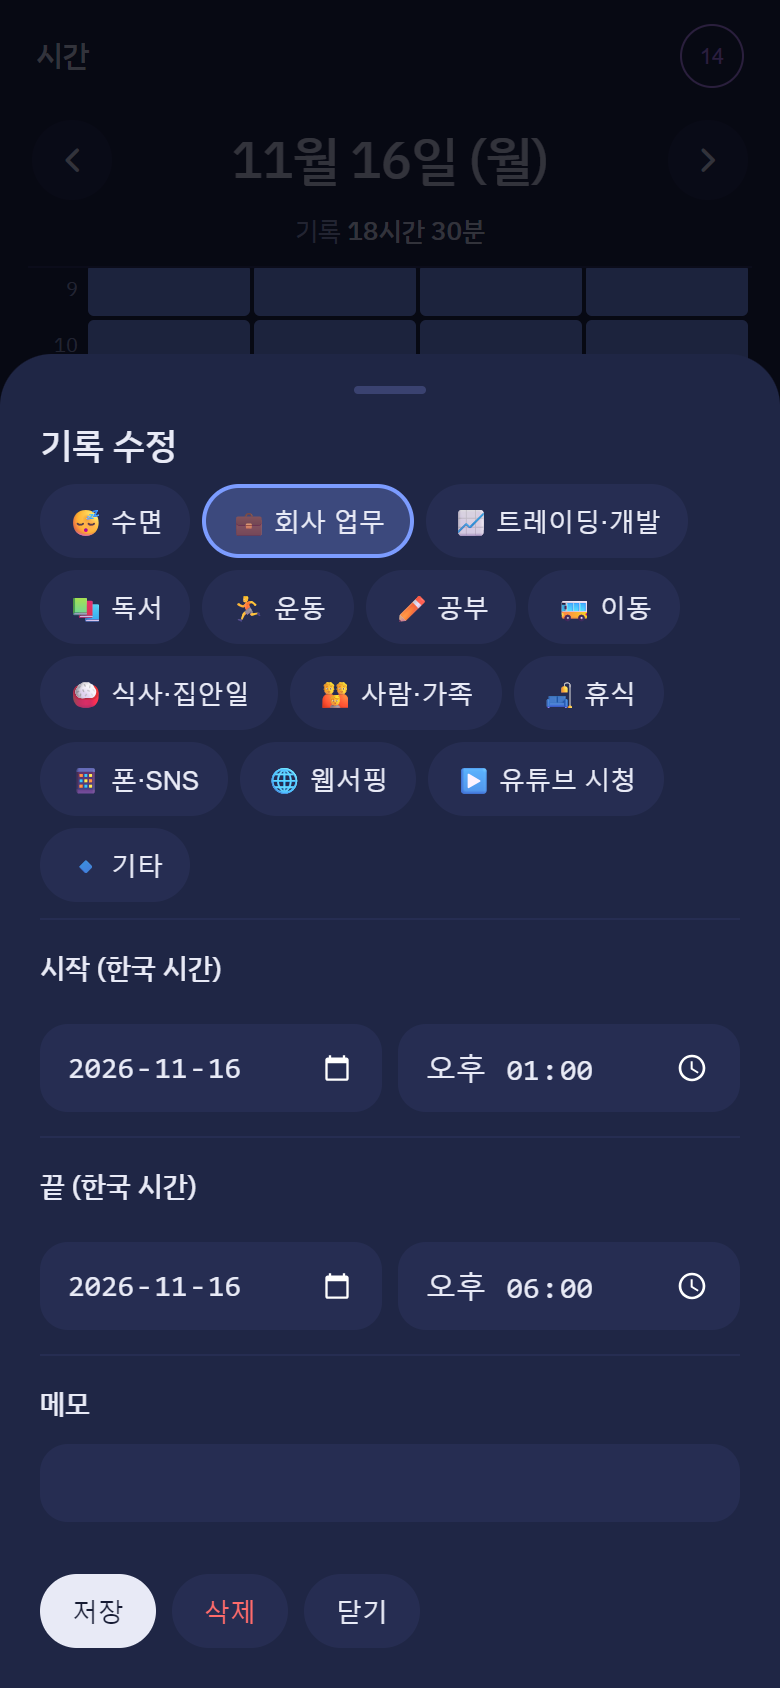 시간
14
11월 16일 (월)
기록 18시간 30분
9
10
기록 수정
수면 회사 업무 트레이딩·개발
독서 운동 공부 이동
식사·집안일 사람·가족 휴식
폰·SNS 웹서핑 유튜브 시청
기타
시작 (한국 시간)
2026-11-16 오후 01:00
끝 (한국 시간)
2026-11-16 오후 06:00
메모
저장 삭제 닫기